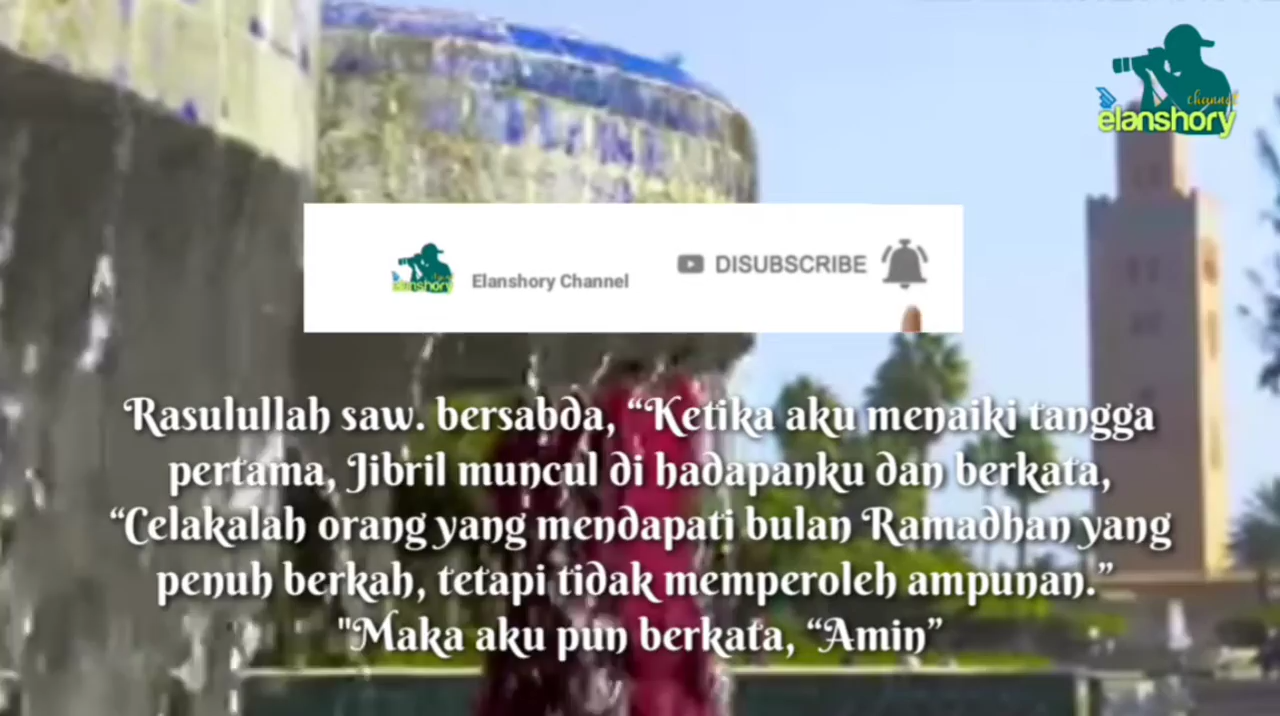 channel
elanshory
elanshory
Elanshory Channel
DISUBSCRIBE
Rasulullah saw. bersabda, “Ketika aku menaiki tangga
pertama, Jibril muncul di hadapanku dan berkata,
“Celakalah orang yang mendapati bulan Ramadhan yang
penuh berkah, tetapi tidak memperoleh ampunan.”
"Maka aku pun berkata, “Amin”